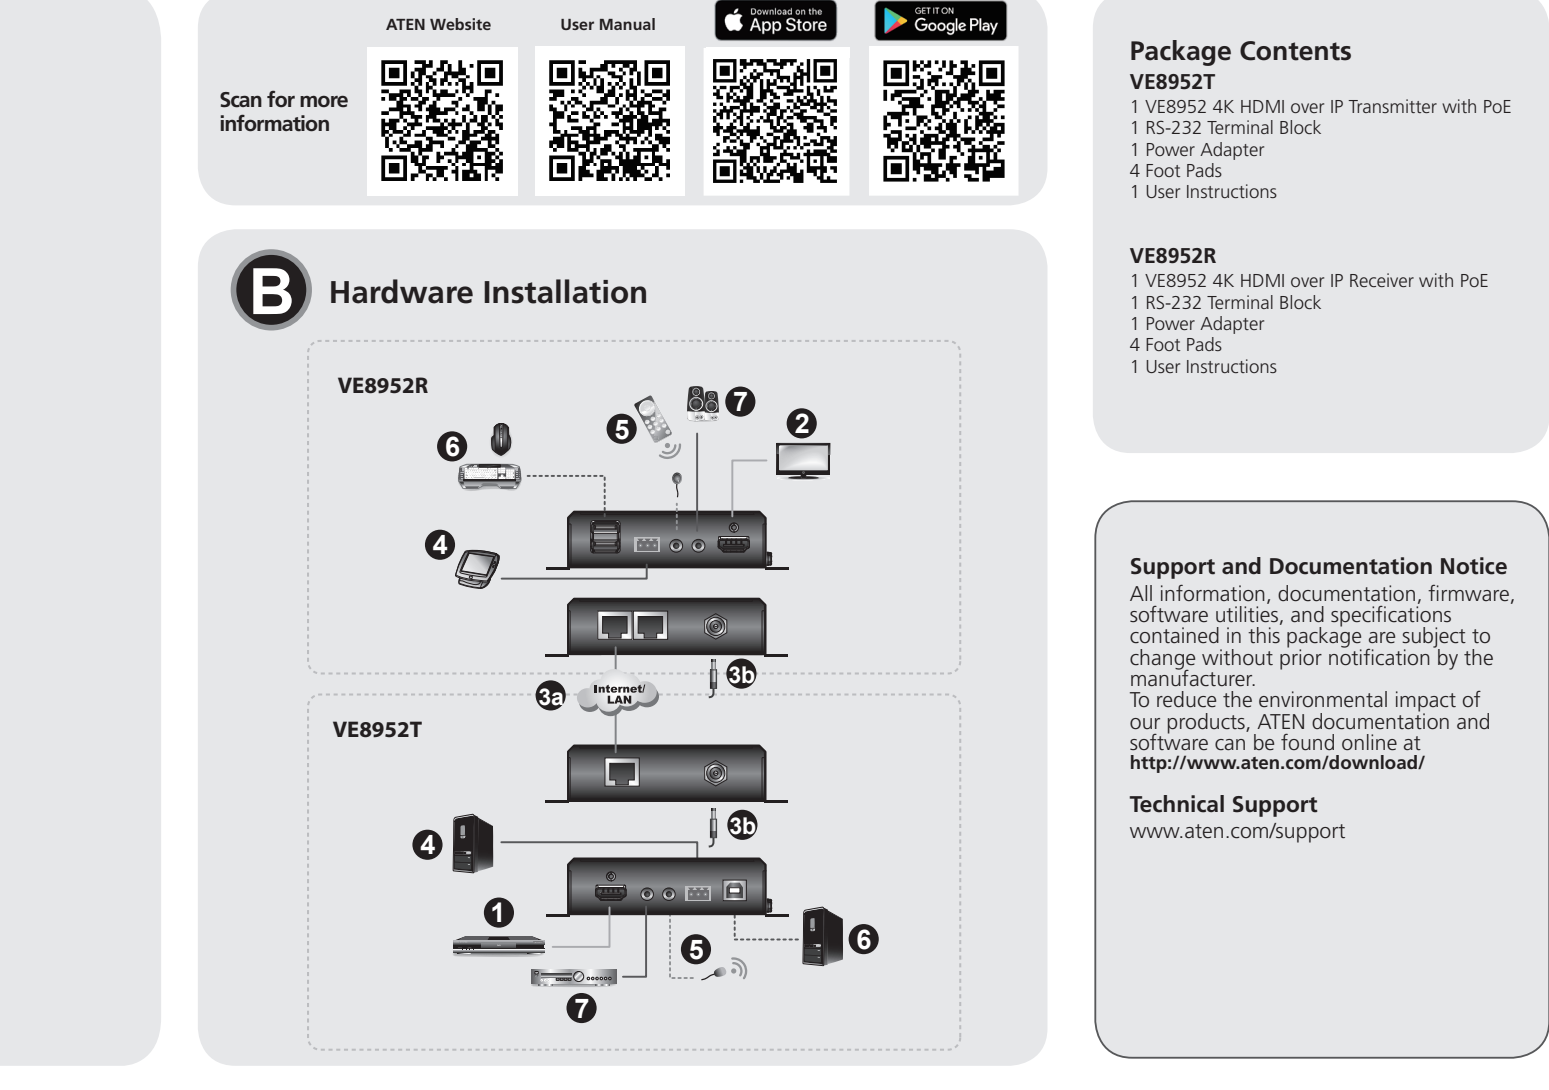 ATEN Website
User Manual
Download on the
App Store
GET IT ON
Google Play
Scan for more
information
B
Hardware Installation
VE8952R
7
5
2
6
4
3b
3a
Internet/
LAN
VE8952T
3b
4
1
5
6
7
Package Contents
VE8952T
1 VE8952 4K HDMI over IP Transmitter with PoE
1 RS-232 Terminal Block
1 Power Adapter
4 Foot Pads
1 User Instructions
VE8952R
1 VE8952 4K HDMI over IP Receiver with PoE
1 RS-232 Terminal Block
1 Power Adapter
4 Foot Pads
1 User Instructions
Support and Documentation Notice
All information, documentation, firmware,
software utilities, and specifications
contained in this package are subject to
change without prior notification by the
manufacturer.
To reduce the environmental impact of
our products, ATEN documentation and
software can be found online at
http://www.aten.com/download/
Technical Support
www.aten.com/support